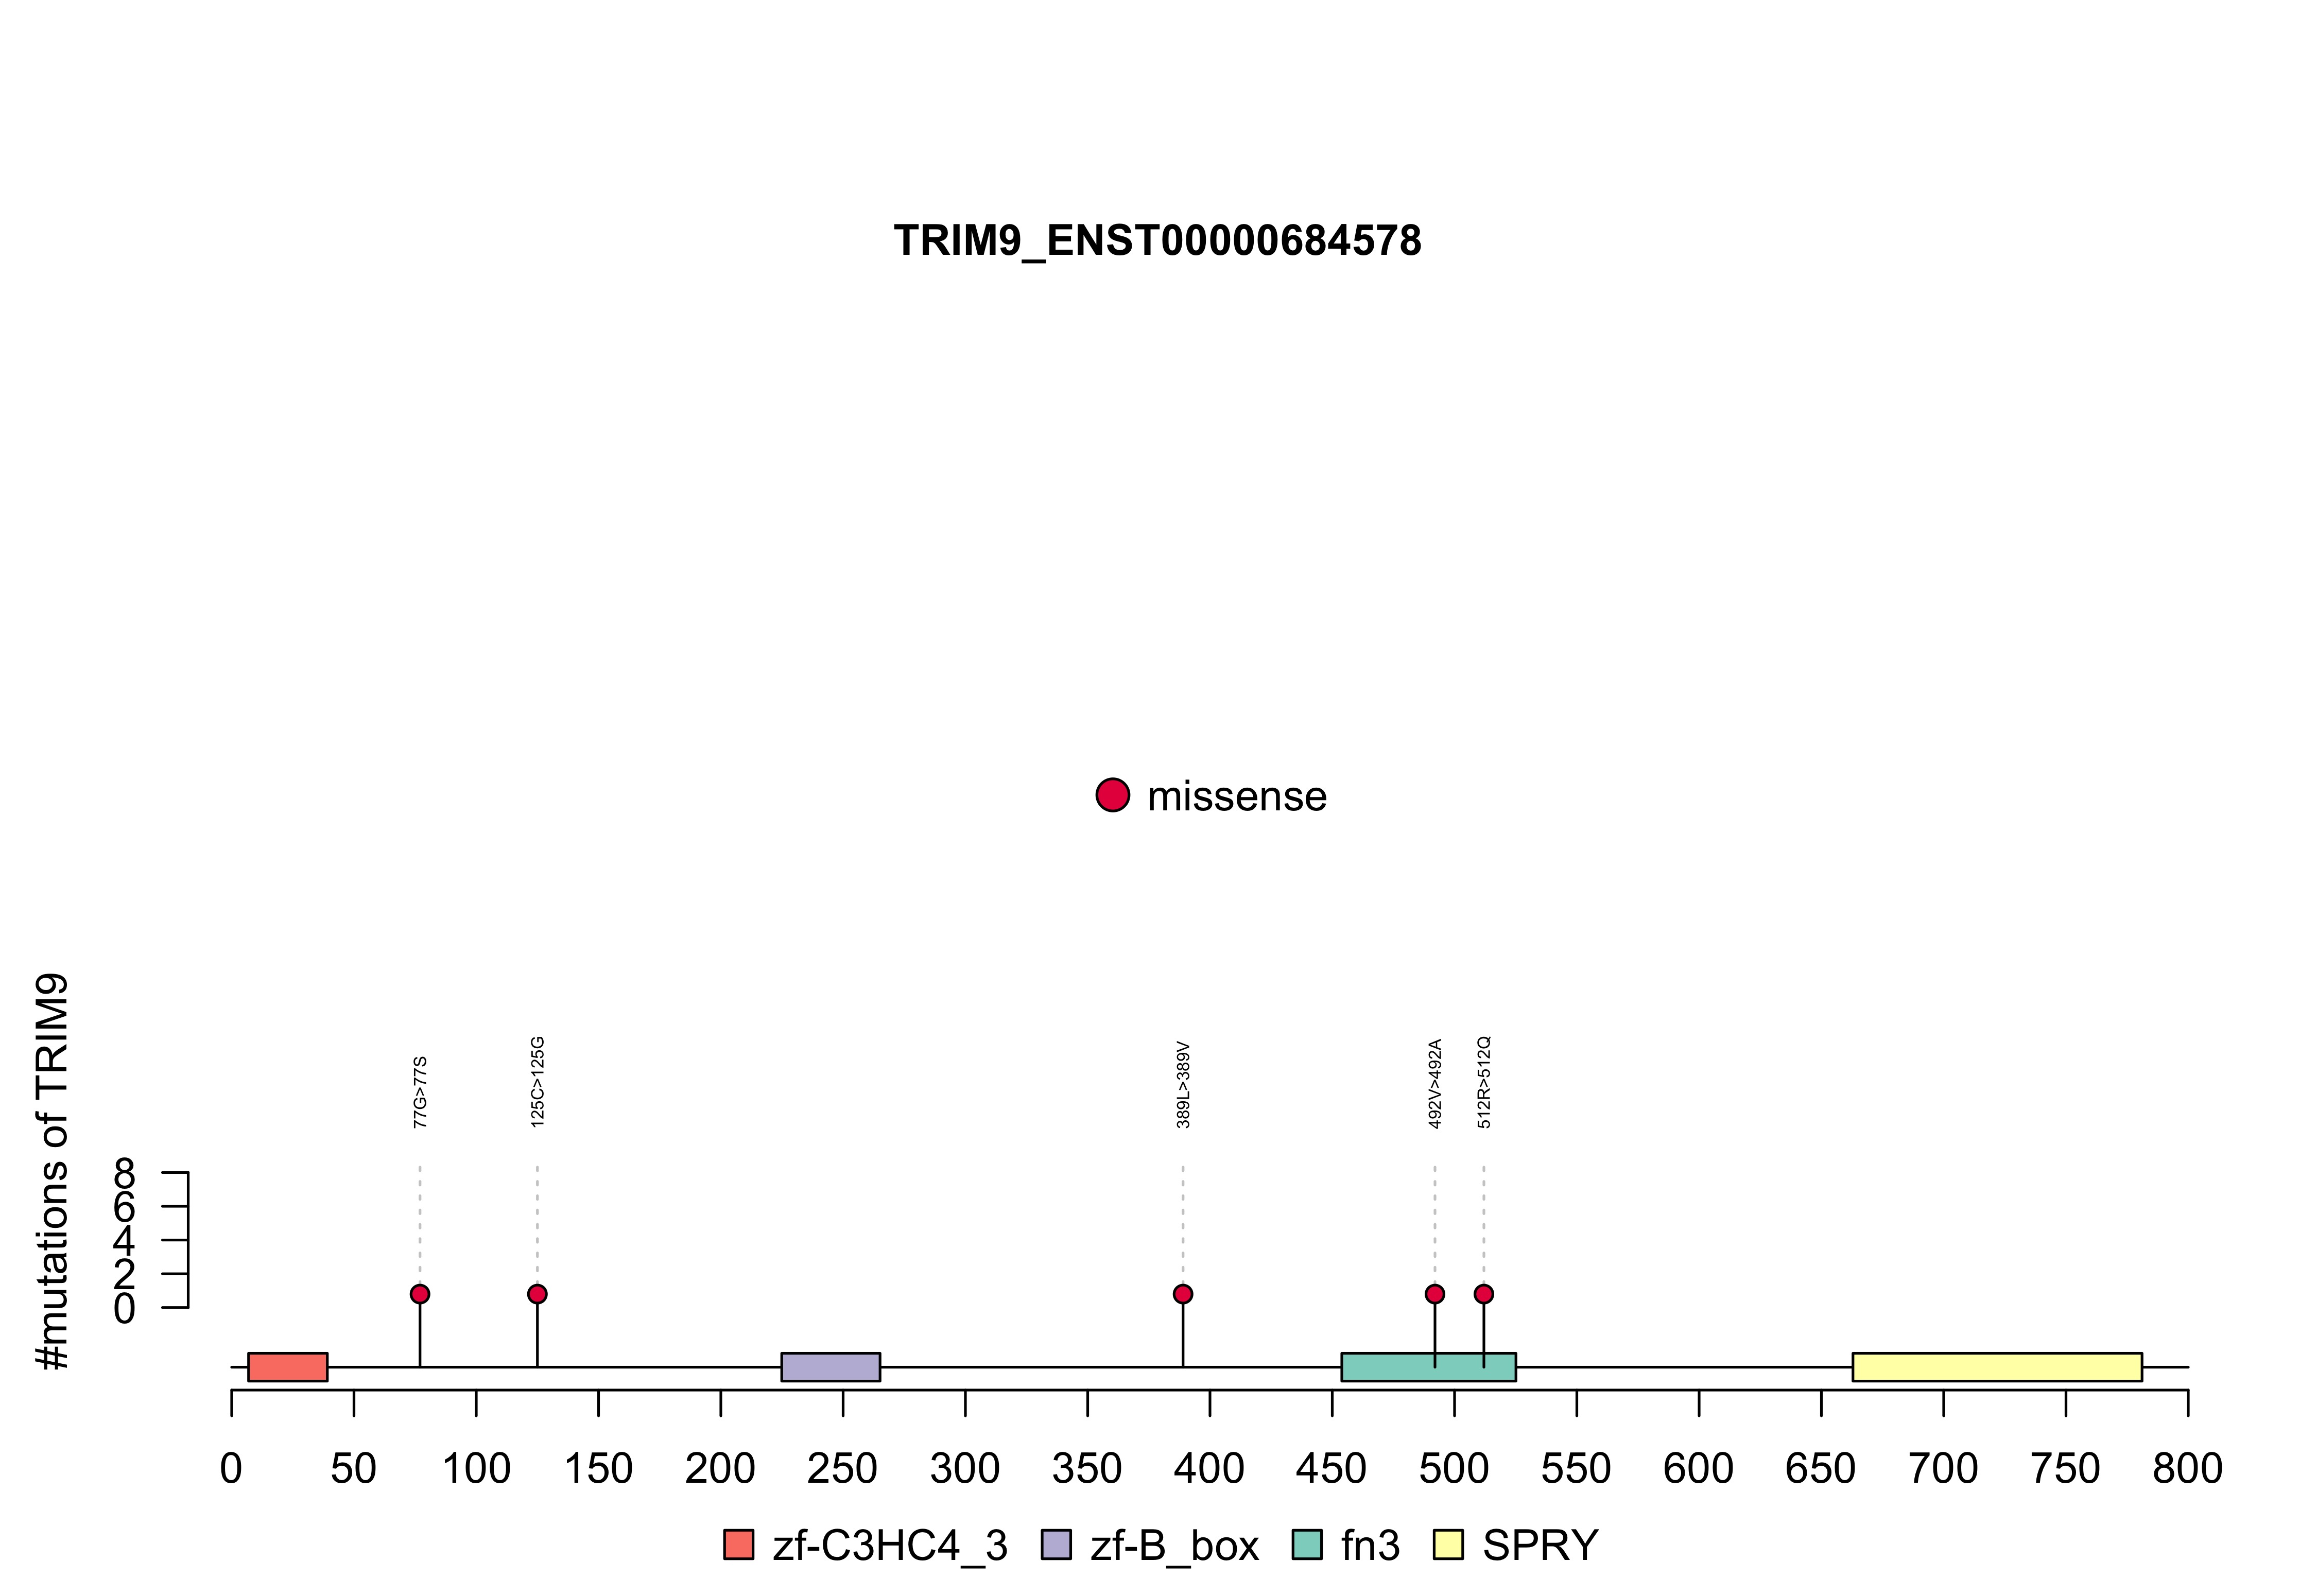 TRIM9_ENST00000684578
missense
#mutations of TRIM9
77G>77S
125C>125G
389L>389V
492V>492A
512R>512Q
8
6
4
2
0
0 50 100 150 200 250 300 350 400 450 500 550 600 650 700 750 800
zf-C3HC4_3 zf-B_box fn3 SPRY